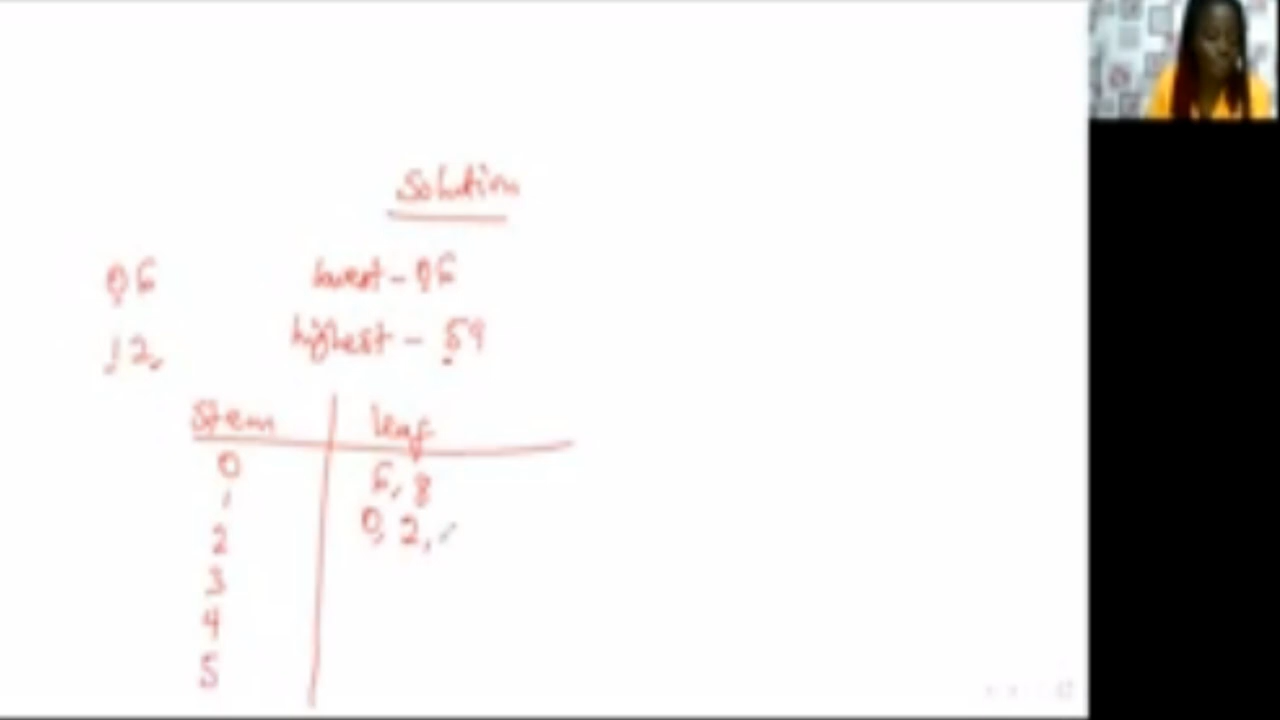 Solution
06
lowest - 06
12,
highest - 59
Stem leaf
0 6, 8
1 0, 2,
2
3
4
5